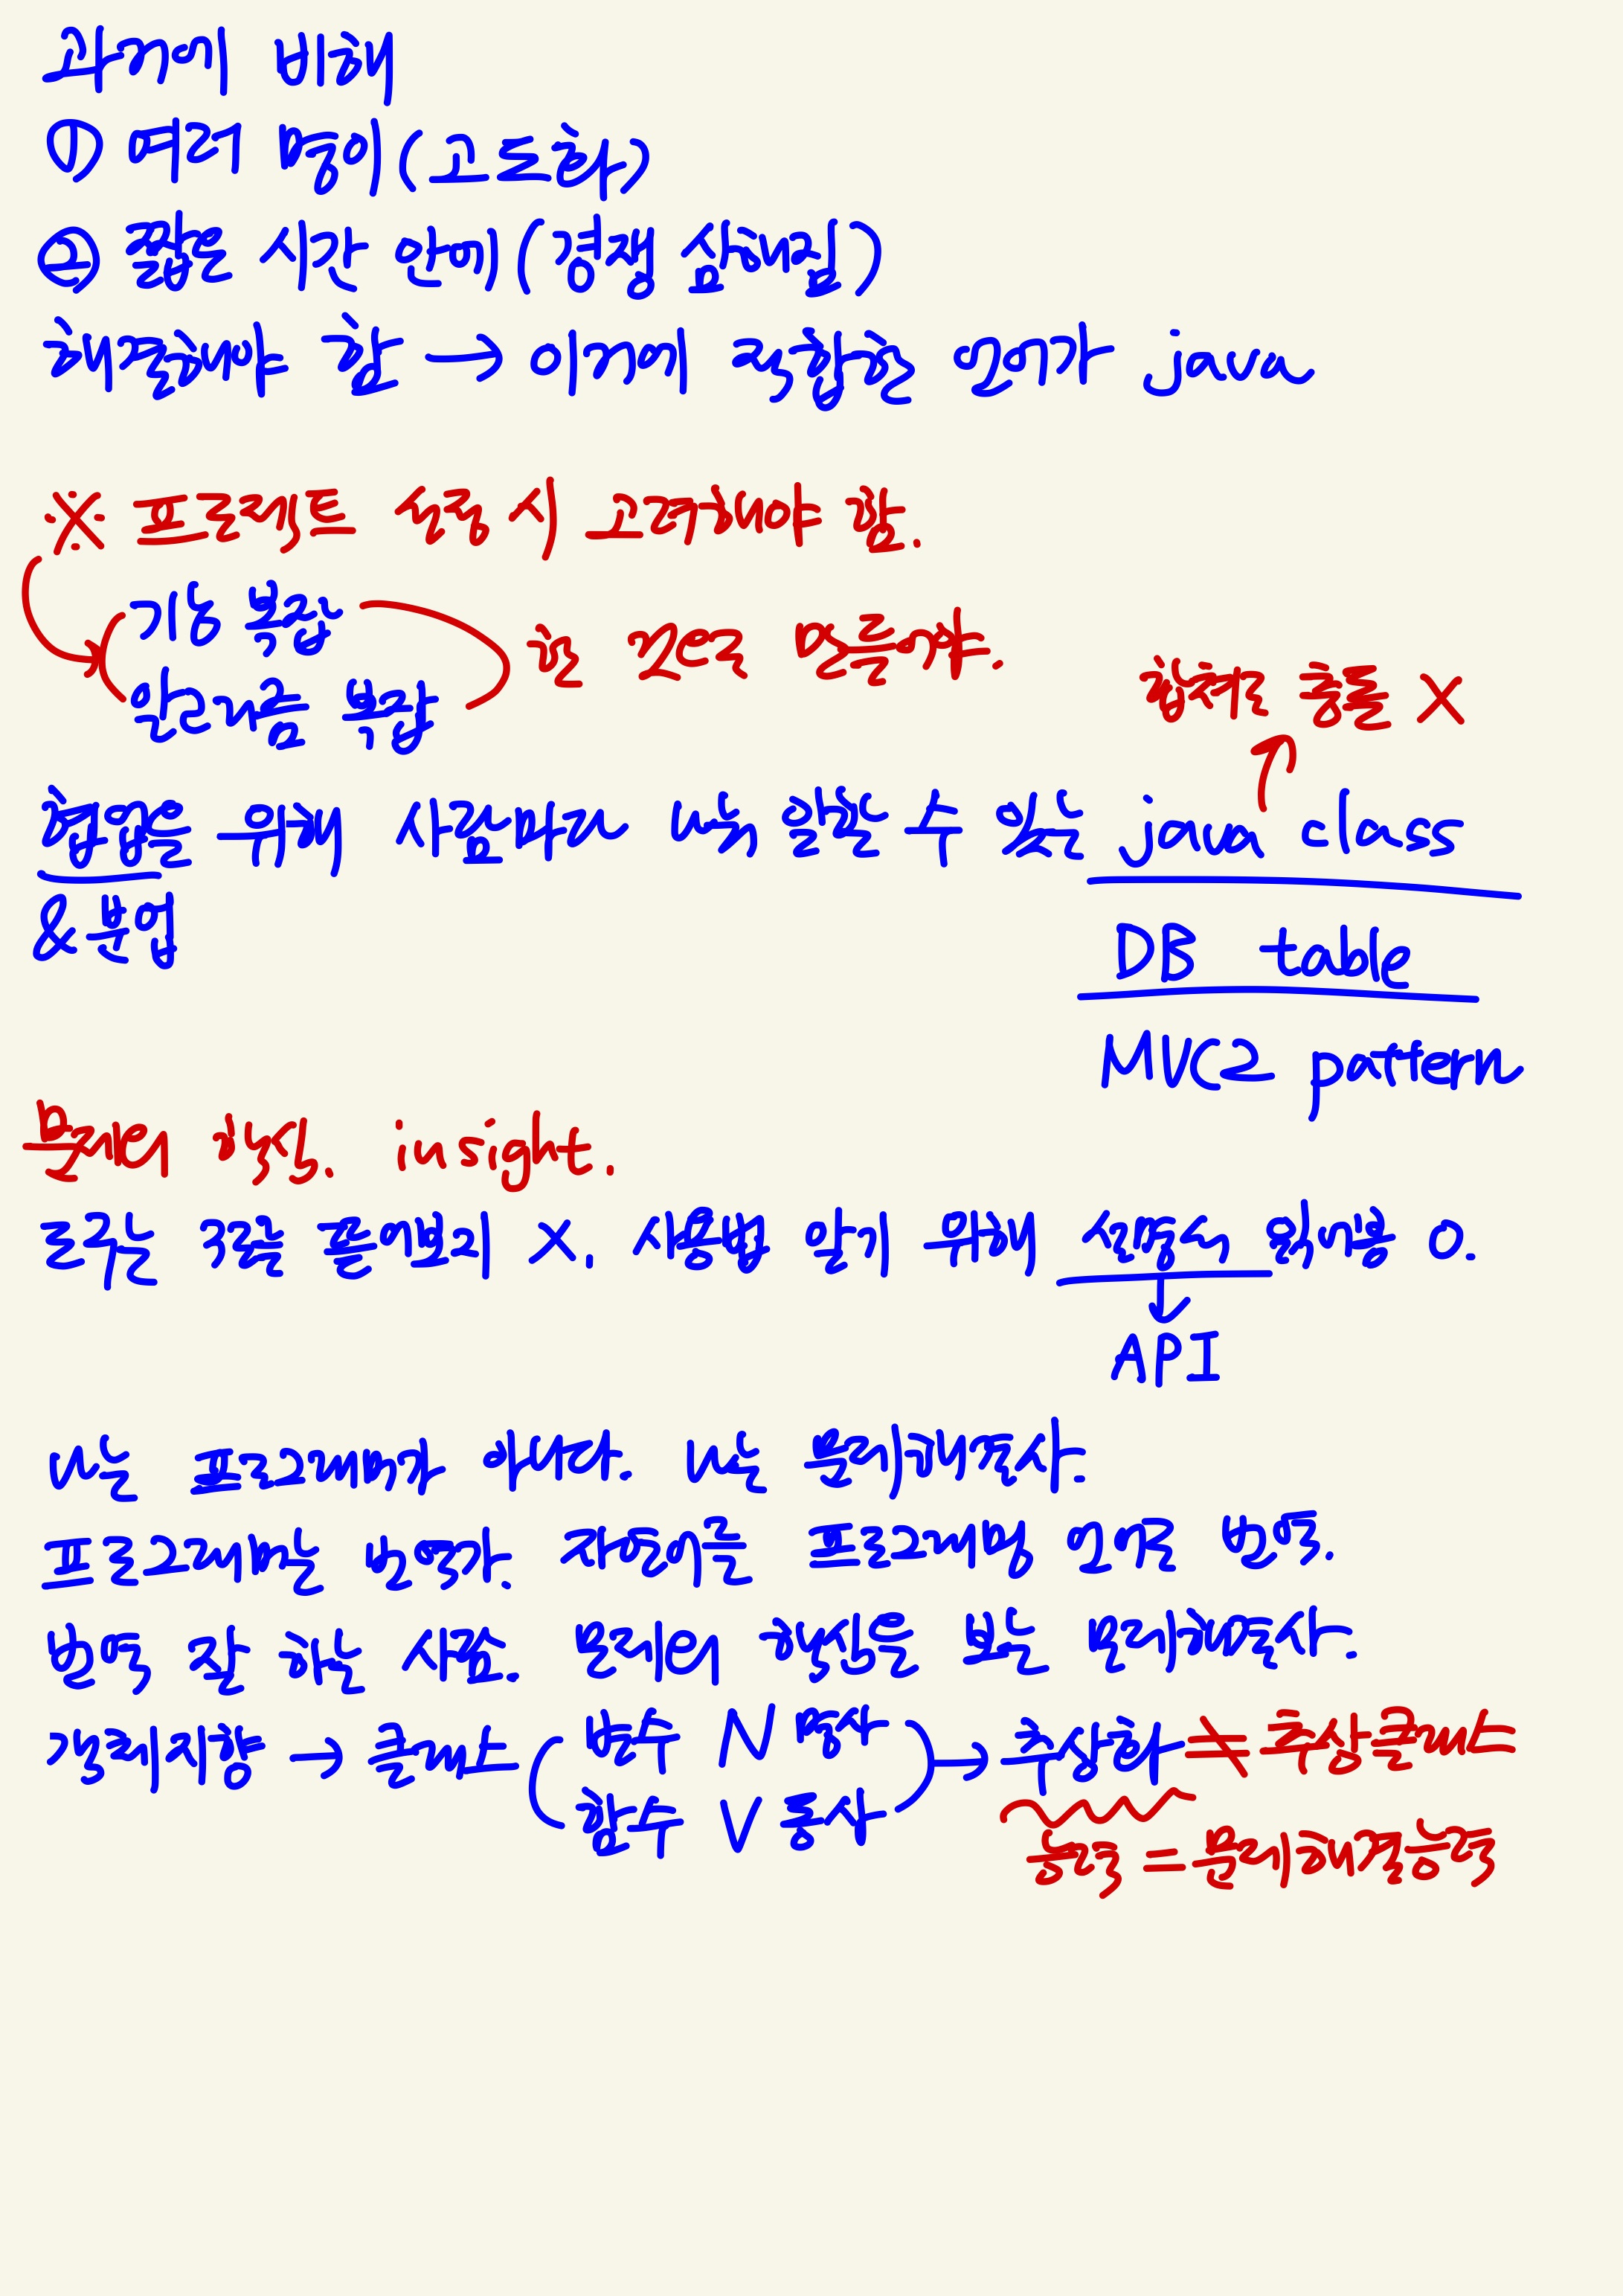 과거에 비해
① 여러 명이(고도화)
② 짧은 시간 안에(경쟁 심해짐)
해결해야 함 → 이거에 적합한 언어가 java
※ 프로젝트 설정 시 고려해야 함.
기능 복잡
알고리즘 복잡
한 것으로 만들어야.
합쳐도 충돌 X
협업을 위해 사람마다 나눠 일할 수 있는 java class
& 분업
DB table
MVC2 pattern
문제의 핵심. insight.
도구는 구조 뜯어보기 X. 사용법 알기 위해 설명서 읽기용 O.
API
나는 프로그래머가 아니다. 나는 문제해결사.
프로그래머는 번역가. 자연어를 프로그래밍 언어로 번역.
번역 잘 하는 사람. 문제의 핵심을 보는 문제해결사.
객체지향 → 클래스 ( 변수 N 명사 ) → 추상화 ≠ 추상클래스
함수 V 동사
능력 = 문제해결능력